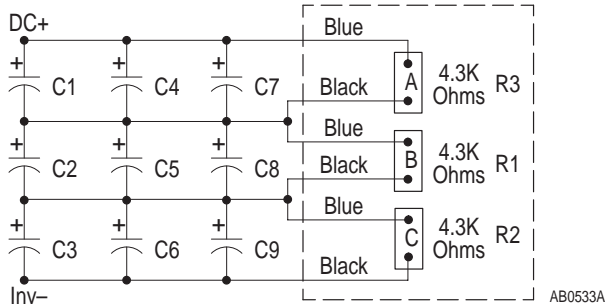 DC+
Blue
+ + +
C1 C4 C7
A
4.3K
Ohms
R3
Black
Blue
+ + +
C2 C5 C8
B
4.3K
Ohms
R1
Black
Blue
+ + +
C3 C6 C9
C
4.3K
Ohms
R2
Black
Inv–
AB0533A